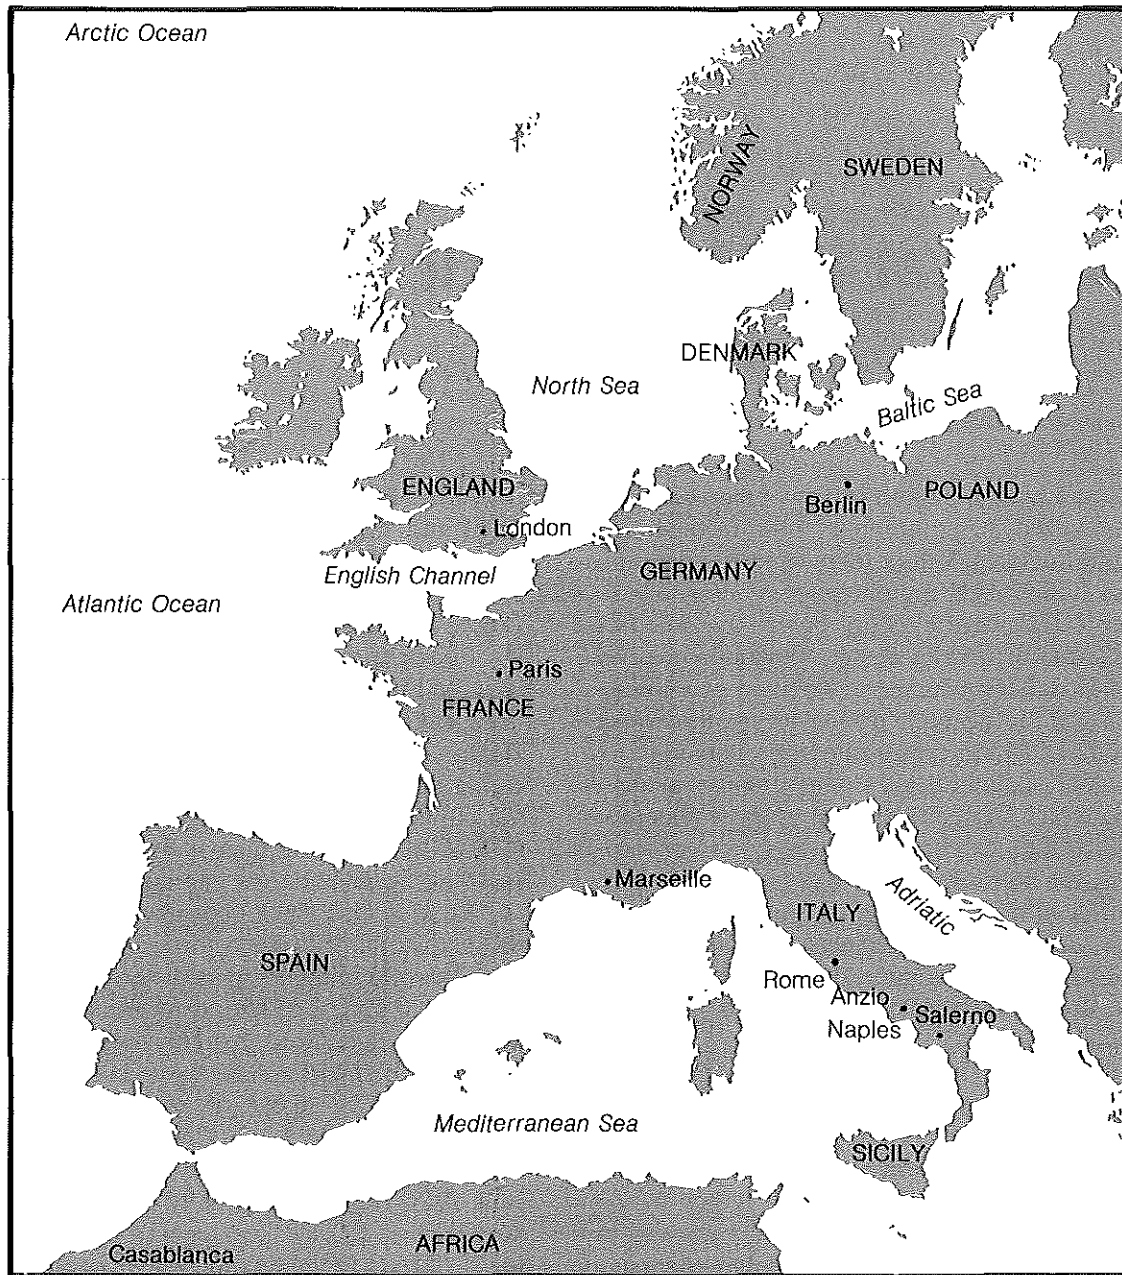 Arctic Ocean
NORWAY
SWEDEN
DENMARK
North Sea
Baltic Sea
ENGLAND
London
Berlin
POLAND
English Channel
GERMANY
Atlantic Ocean
Paris
FRANCE
Marseille
ITALY
Adriatic
SPAIN
Rome
Anzio
Naples
Salerno
Mediterranean Sea
SICILY
Casablanca
AFRICA